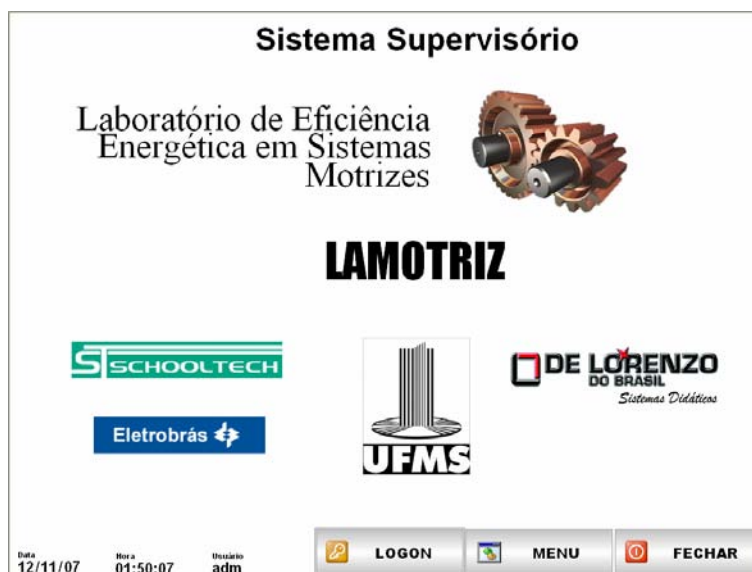 Sistema Supervisório
Laboratório de Eficiência
Energética em Sistemas
Motrizes
LAMOTRIZ
ST SCHOOLTECH
DE LORENZO
DO BRASIL
Sistemas Didáticos
Eletrobrás
UFMS
Data
12/11/07
Hora
01:50:07
Usuário
adm
LOGON
MENU
FECHAR